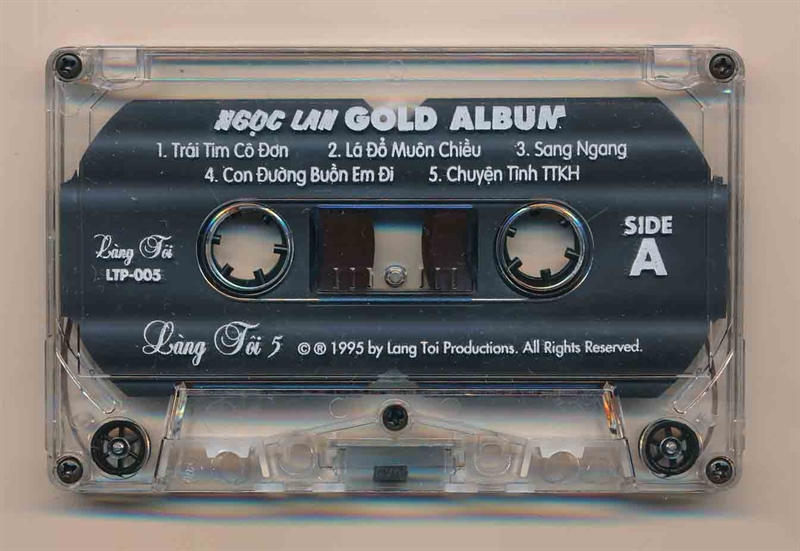 NGỌC LAN GOLD ALBUM
1. Trái Tim Cô Đơn 2. Lá Đổ Muôn Chiều 3. Sang Ngang
4. Con Đường Buồn Em Đi 5. Chuyện Tình TTKH
SIDE
A
Làng Tôi
LTP-005
Làng Tôi 5 © ® 1995 by Lang Toi Productions. All Rights Reserved.